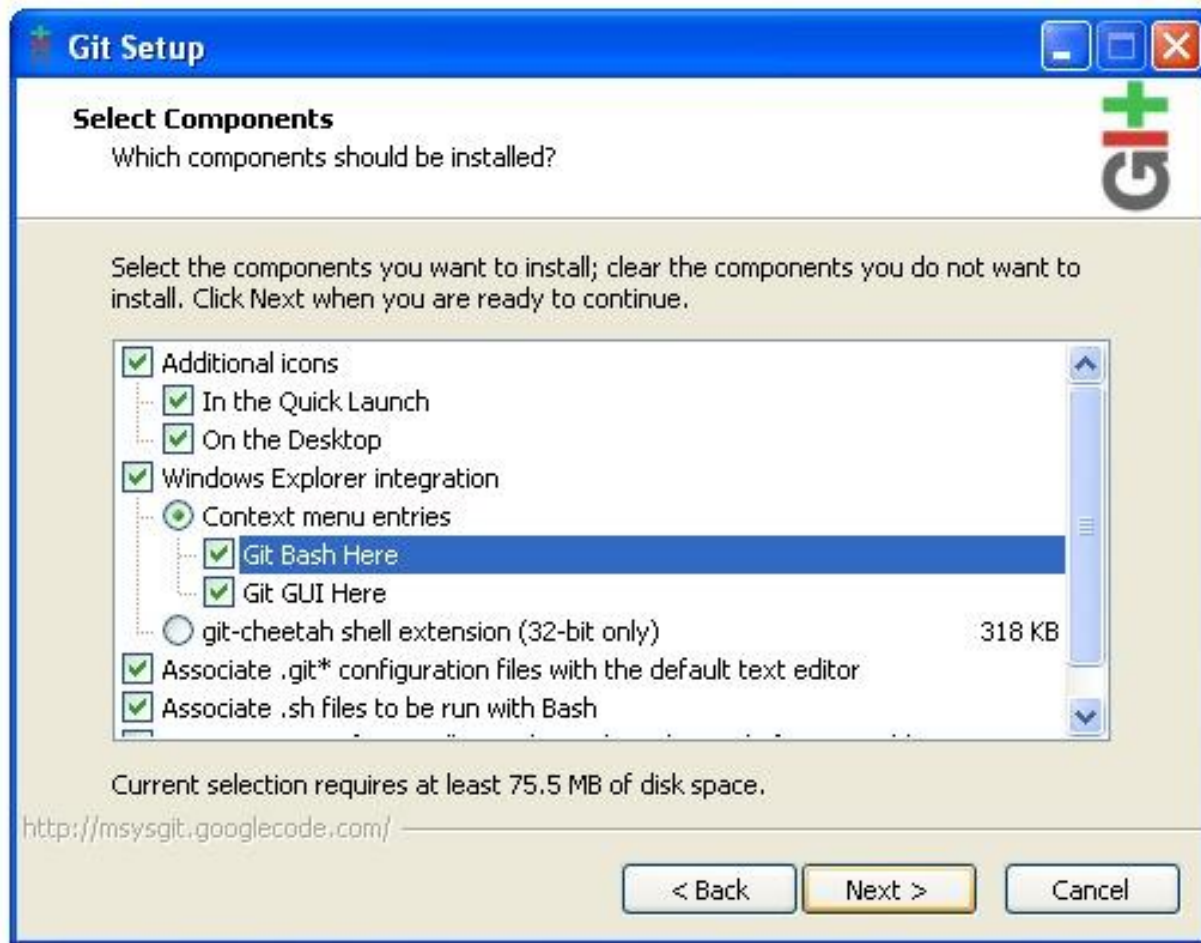 Git Setup
Select Components
Which components should be installed?
GIt
Select the components you want to install; clear the components you do not want to
install. Click Next when you are ready to continue.
Additional icons
In the Quick Launch
On the Desktop
Windows Explorer integration
Context menu entries
Git Bash Here
Git GUI Here
git-cheetah shell extension (32-bit only) 318 KB
Associate .git* configuration files with the default text editor
Associate .sh files to be run with Bash
Current selection requires at least 75.5 MB of disk space.
http://msysgit.googlecode.com/
< Back Next > Cancel